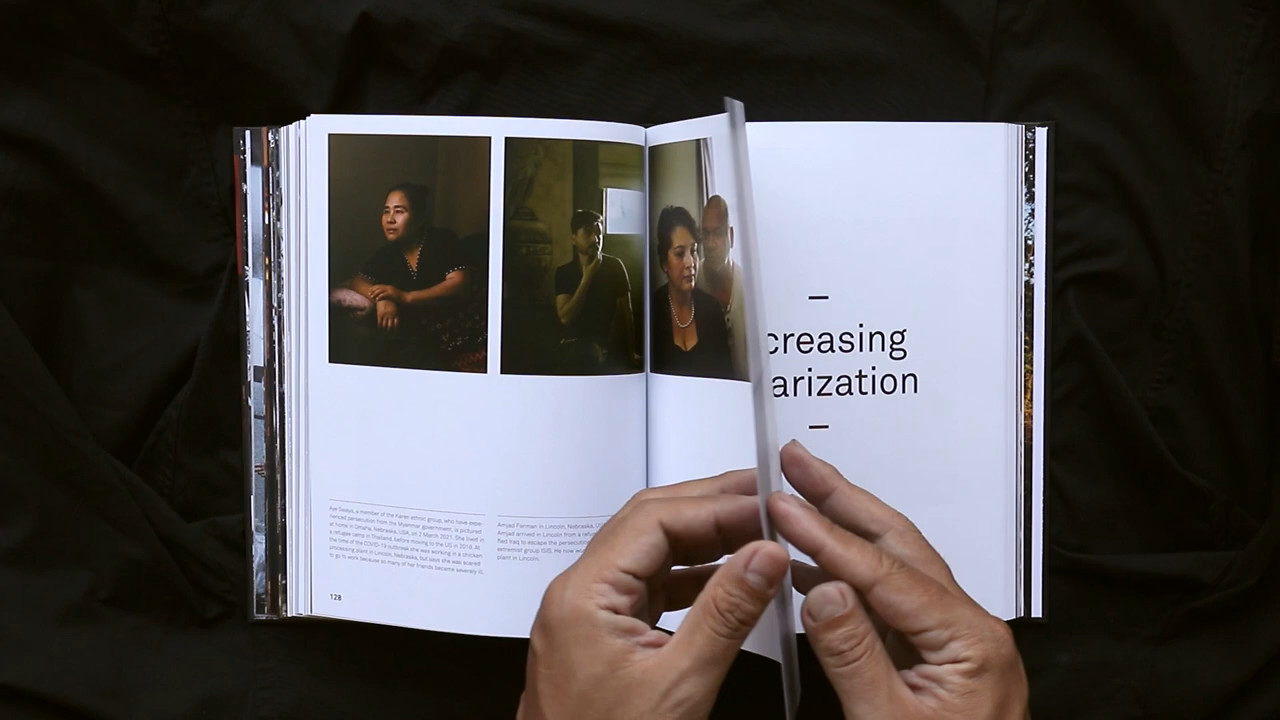 Aye Swaye, a member of the Karen ethnic group, who have expe-
rienced persecution from the Myanmar government, is pictured
at home in Omaha, Nebraska, USA, on 2 March 2021. She lived in
a refugee camp in Thailand, before moving to the US in 2018. At
the time of the COVID-19 outbreak she was working in a chicken
processing plant in Lincoln, Nebraska, but says she was scared
to go to work because so many of her friends became severely ill.
128
Amjad Farman in Lincoln, Nebraska,
Amjad arrived in Lincoln from a
fled Iraq to escape the persecution
extremist group ISIS. He now
plant in Lincoln.
creasing
arization